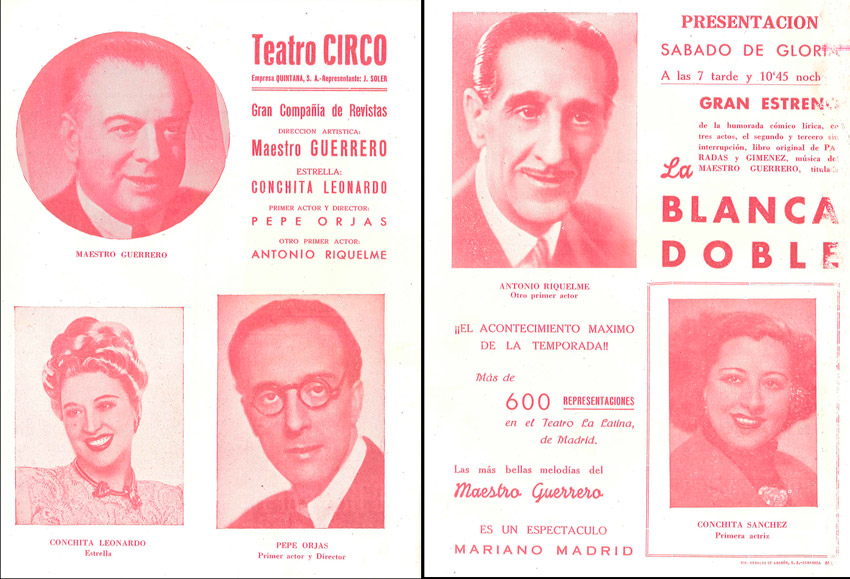 Teatro CIRCO
Empresa QUINTANA, S. A.-Representante: J. SOLER
Gran Compañía de Revistas
DIRECCION ARTISTICA:
Maestro GUERRERO
ESTRELLA:
CONCHITA LEONARDO
PRIMER ACTOR Y DIRECTOR:
PEPE ORJAS
OTRO PRIMER ACTOR:
ANTONIO RIQUELME
MAESTRO GUERRERO
CONCHITA LEONARDO
Estrella
PEPE ORJAS
Primer actor y Director
ANTONIO RIQUELME
Otro primer actor
PRESENTACION
SABADO DE GLORI
A las 7 tarde y 10'45 noch
GRAN ESTREN
de la humorada cómico lírica, en
tres actos, el segundo y tercero sin
interrupción, libro original de PA
RADAS y GIMENEZ, música de
MAESTRO GUERRERO, titulad
La
BLANCA
DOBLE
¡¡EL ACONTECIMIENTO MAXIMO
DE LA TEMPORADA!!
Más de
600 REPRESENTACIONES
en el Teatro La Latina,
de Madrid.
Las más bellas melodías del
Maestro Guerrero
ES UN ESPECTACULO
MARIANO MADRID
CONCHITA SANCHEZ
Primera actriz